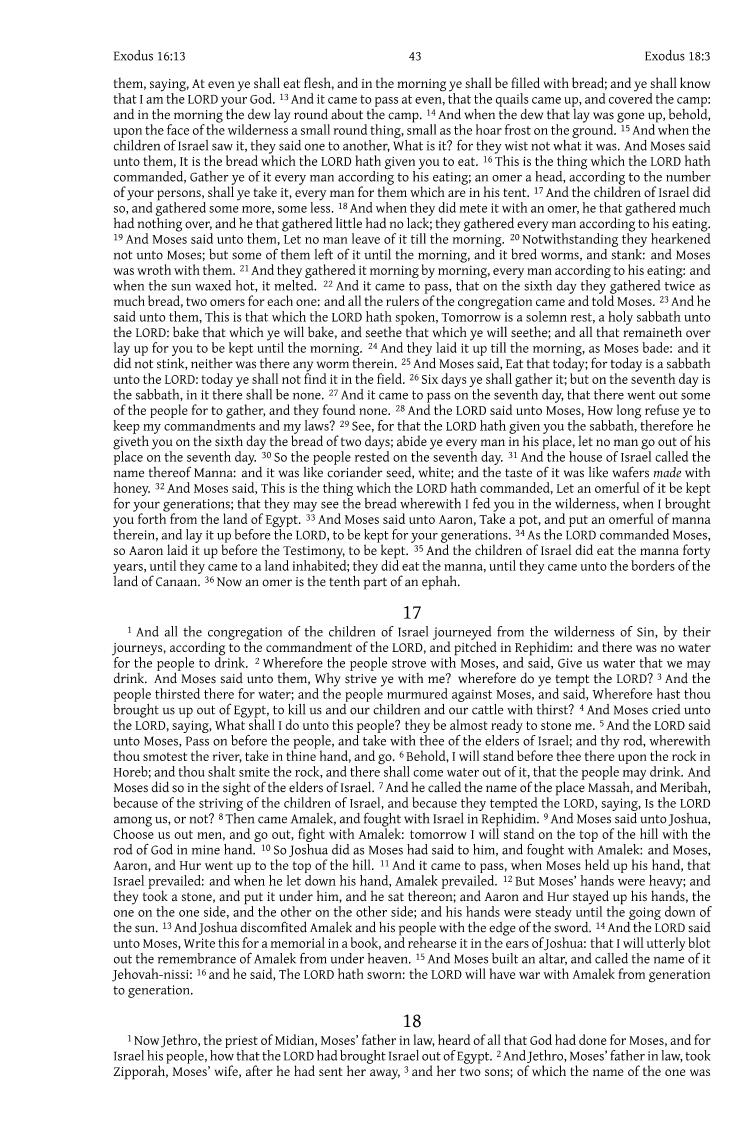 Exodus 16:13 43 Exodus 18:3
them, saying, At even ye shall eat flesh, and in the morning ye shall be filled with bread; and ye shall know
that I am the LORD your God. 13 And it came to pass at even, that the quails came up, and covered the camp:
and in the morning the dew lay round about the camp. 14 And when the dew that lay was gone up, behold,
upon the face of the wilderness a small round thing, small as the hoar frost on the ground. 15 And when the
children of Israel saw it, they said one to another, What is it? for they wist not what it was. And Moses said
unto them, It is the bread which the LORD hath given you to eat. 16 This is the thing which the LORD hath
commanded, Gather ye of it every man according to his eating; an omer a head, according to the number
of your persons, shall ye take it, every man for them which are in his tent. 17 And the children of Israel did
so, and gathered some more, some less. 18 And when they did mete it with an omer, he that gathered much
had nothing over, and he that gathered little had no lack; they gathered every man according to his eating.
19 And Moses said unto them, Let no man leave of it till the morning. 20 Notwithstanding they hearkened
not unto Moses; but some of them left of it until the morning, and it bred worms, and stank: and Moses
was wroth with them. 21 And they gathered it morning by morning, every man according to his eating: and
when the sun waxed hot, it melted. 22 And it came to pass, that on the sixth day they gathered twice as
much bread, two omers for each one: and all the rulers of the congregation came and told Moses. 23 And he
said unto them, This is that which the LORD hath spoken, Tomorrow is a solemn rest, a holy sabbath unto
the LORD: bake that which ye will bake, and seethe that which ye will seethe; and all that remaineth over
lay up for you to be kept until the morning. 24 And they laid it up till the morning, as Moses bade: and it
did not stink, neither was there any worm therein. 25 And Moses said, Eat that today; for today is a sabbath
unto the LORD: today ye shall not find it in the field. 26 Six days ye shall gather it; but on the seventh day is
the sabbath, in it there shall be none. 27 And it came to pass on the seventh day, that there went out some
of the people for to gather, and they found none. 28 And the LORD said unto Moses, How long refuse ye to
keep my commandments and my laws? 29 See, for that the LORD hath given you the sabbath, therefore he
giveth you on the sixth day the bread of two days; abide ye every man in his place, let no man go out of his
place on the seventh day. 30 So the people rested on the seventh day. 31 And the house of Israel called the
name thereof Manna: and it was like coriander seed, white; and the taste of it was like wafers made with
honey. 32 And Moses said, This is the thing which the LORD hath commanded, Let an omerful of it be kept
for your generations; that they may see the bread wherewith I fed you in the wilderness, when I brought
you forth from the land of Egypt. 33 And Moses said unto Aaron, Take a pot, and put an omerful of manna
therein, and lay it up before the LORD, to be kept for your generations. 34 As the LORD commanded Moses,
so Aaron laid it up before the Testimony, to be kept. 35 And the children of Israel did eat the manna forty
years, until they came to a land inhabited; they did eat the manna, until they came unto the borders of the
land of Canaan. 36 Now an omer is the tenth part of an ephah.
17
1 And all the congregation of the children of Israel journeyed from the wilderness of Sin, by their
journeys, according to the commandment of the LORD, and pitched in Rephidim: and there was no water
for the people to drink. 2 Wherefore the people strove with Moses, and said, Give us water that we may
drink. And Moses said unto them, Why strive ye with me? wherefore do ye tempt the LORD? 3 And the
people thirsted there for water; and the people murmured against Moses, and said, Wherefore hast thou
brought us up out of Egypt, to kill us and our children and our cattle with thirst? 4 And Moses cried unto
the LORD, saying, What shall I do unto this people? they be almost ready to stone me. 5 And the LORD said
unto Moses, Pass on before the people, and take with thee of the elders of Israel; and thy rod, wherewith
thou smotest the river, take in thine hand, and go. 6 Behold, I will stand before thee there upon the rock in
Horeb; and thou shalt smite the rock, and there shall come water out of it, that the people may drink. And
Moses did so in the sight of the elders of Israel. 7 And he called the name of the place Massah, and Meribah,
because of the striving of the children of Israel, and because they tempted the LORD, saying, Is the LORD
among us, or not? 8 Then came Amalek, and fought with Israel in Rephidim. 9 And Moses said unto Joshua,
Choose us out men, and go out, fight with Amalek: tomorrow I will stand on the top of the hill with the
rod of God in mine hand. 10 So Joshua did as Moses had said to him, and fought with Amalek: and Moses,
Aaron, and Hur went up to the top of the hill. 11 And it came to pass, when Moses held up his hand, that
Israel prevailed: and when he let down his hand, Amalek prevailed. 12 But Moses’ hands were heavy; and
they took a stone, and put it under him, and he sat thereon; and Aaron and Hur stayed up his hands, the
one on the one side, and the other on the other side; and his hands were steady until the going down of
the sun. 13 And Joshua discomfited Amalek and his people with the edge of the sword. 14 And the LORD said
unto Moses, Write this for a memorial in a book, and rehearse it in the ears of Joshua: that I will utterly blot
out the remembrance of Amalek from under heaven. 15 And Moses built an altar, and called the name of it
Jehovah-nissi: 16 and he said, The LORD hath sworn: the LORD will have war with Amalek from generation
to generation.
18
1 Now Jethro, the priest of Midian, Moses’ father in law, heard of all that God had done for Moses, and for
Israel his people, how that the LORD had brought Israel out of Egypt. 2 And Jethro, Moses’ father in law, took
Zipporah, Moses’ wife, after he had sent her away, 3 and her two sons; of which the name of the one was